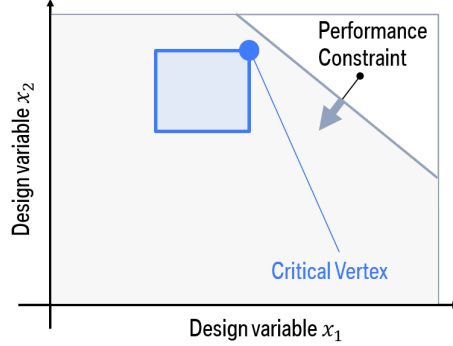 Performance
Constraint
Design variable x₂
Critical Vertex
Design variable x₁